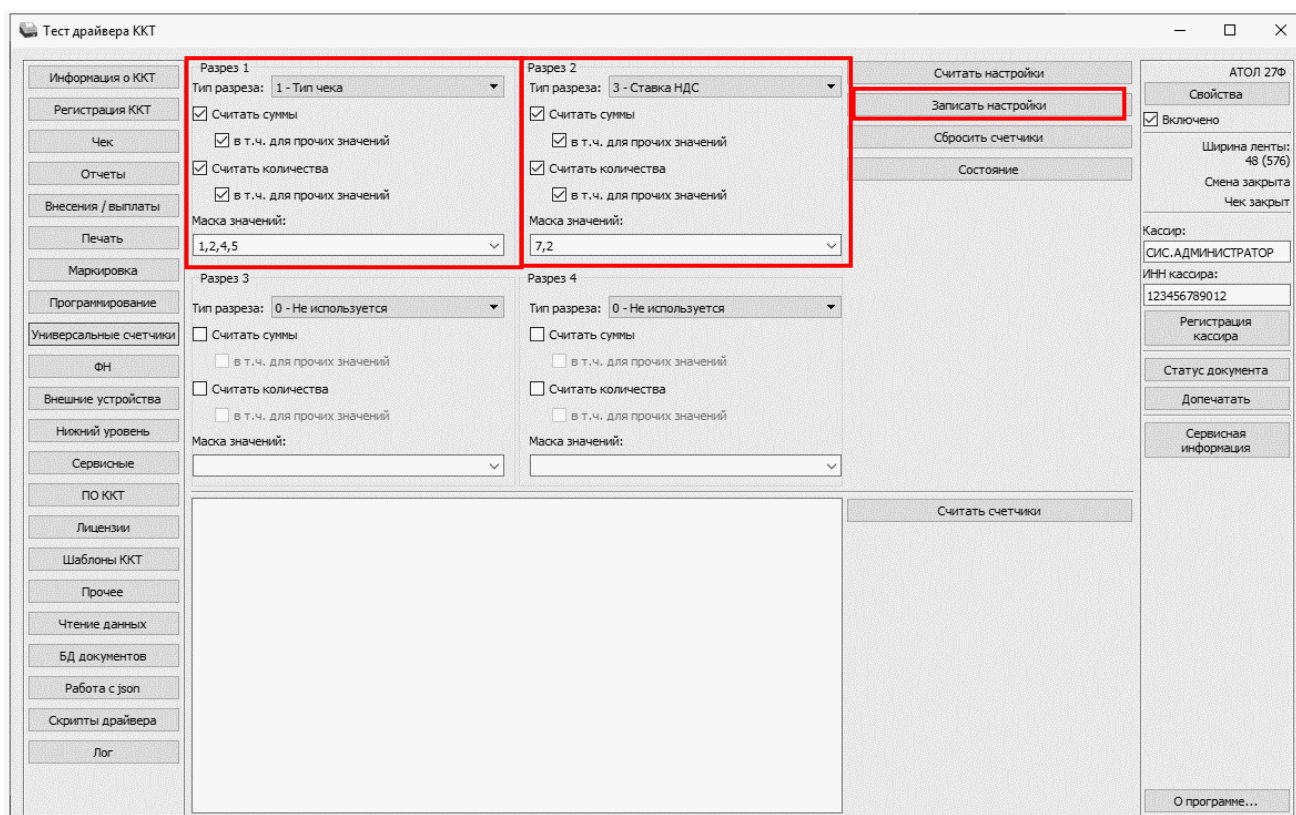 Тест драйвера ККТ
Информация о ККТ
Регистрация ККТ
Чек
Отчеты
Внесения / выплаты
Печать
Маркировка
Программирование
Универсальные счетчики
ФН
Внешние устройства
Нижний уровень
Сервисные
ПО ККТ
Лицензии
Шаблоны ККТ
Прочее
Чтение данных
БД документов
Работа с json
Скрипты драйвера
Лог
Разрез 1
Тип разреза: 1 - Тип чека
Считать суммы
в т.ч. для прочих значений
Считать количества
в т.ч. для прочих значений
Маска значений:
1,2,4,5
Разрез 2
Тип разреза: 3 - Ставка НДС
Считать суммы
в т.ч. для прочих значений
Считать количества
в т.ч. для прочих значений
Маска значений:
7,2
Разрез 3
Тип разреза: 0 - Не используется
Считать суммы
в т.ч. для прочих значений
Считать количества
в т.ч. для прочих значений
Маска значений:
Разрез 4
Тип разреза: 0 - Не используется
Считать суммы
в т.ч. для прочих значений
Считать количества
в т.ч. для прочих значений
Маска значений:
Считать настройки
Записать настройки
Сбросить счетчики
Состояние
Считать счетчики
АТОЛ 27Ф
Свойства
Включено
Ширина ленты:
48 (576)
Смена закрыта
Чек закрыт
Кассир:
СИС.АДМИНИСТРАТОР
ИНН кассира:
123456789012
Регистрация
кассира
Статус документа
Допечатать
Сервисная
информация
О программе...